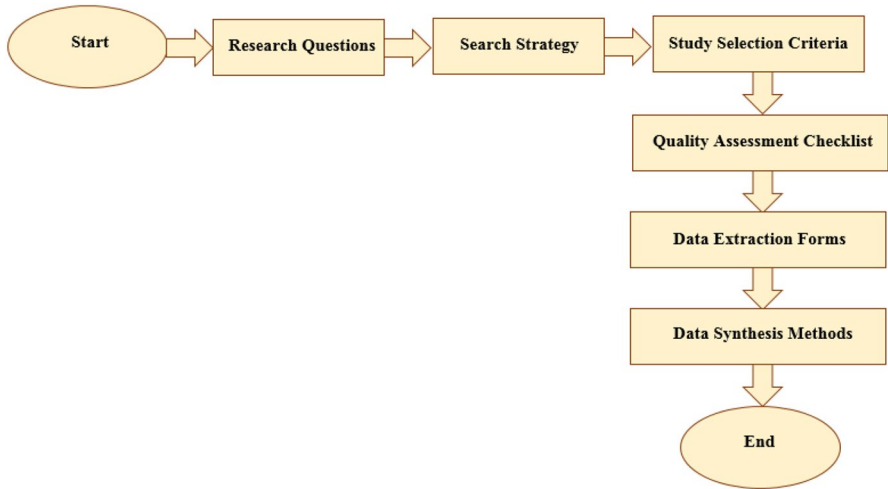 Start
Research Questions
Search Strategy
Study Selection Criteria
Quality Assessment Checklist
Data Extraction Forms
Data Synthesis Methods
End